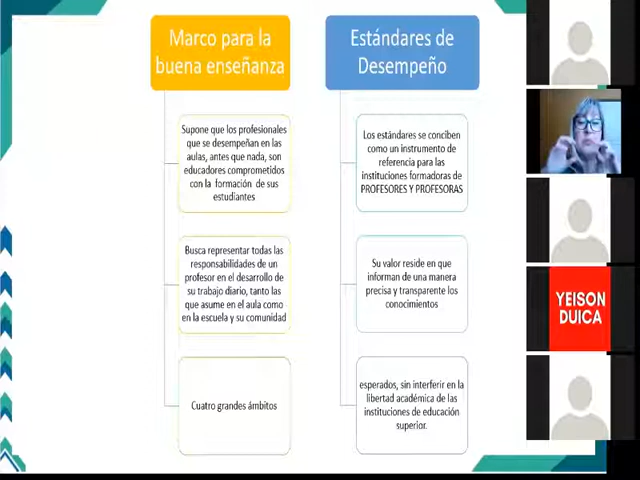 Marco para la
buena enseñanza
Supone que los profesionales
que se desempeñan en las
aulas, antes que nada, son
educadores comprometidos
con la formación de sus
estudiantes
Busca representar todas las
responsabilidades de un
profesor en el desarrollo de
su trabajo diario, tanto las
que asume en el aula como
en la escuela y su comunidad
Cuatro grandes ámbitos
Estándares de
Desempeño
Los estándares se conciben
como un instrumento de
referencia para las
instituciones formadoras de
PROFESORES Y PROFESORAS
Su valor reside en que
informan de una manera
precisa y transparente los
conocimientos
esperados, sin interferir en la
libertad académica de las
instituciones de educación
superior.
YEISON
DUICA